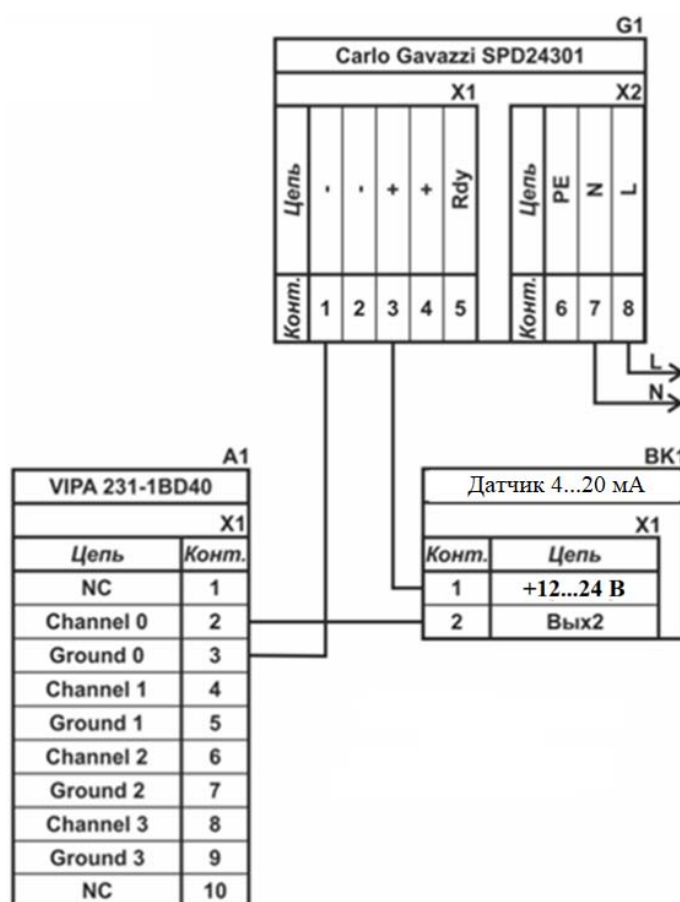 G1
Carlo Gavazzi SPD24301
X1
X2
Цепь - - + + Rdy
Цепь PE N L
Конт. 1 2 3 4 5
Конт. 6 7 8
L
N
A1
VIPA 231-1BD40
X1
Цепь Конт.
NC 1
Channel 0 2
Ground 0 3
Channel 1 4
Ground 1 5
Channel 2 6
Ground 2 7
Channel 3 8
Ground 3 9
NC 10
BK1
Датчик 4...20 мА
X1
Конт. Цепь
1 +12...24 В
2 Вых2